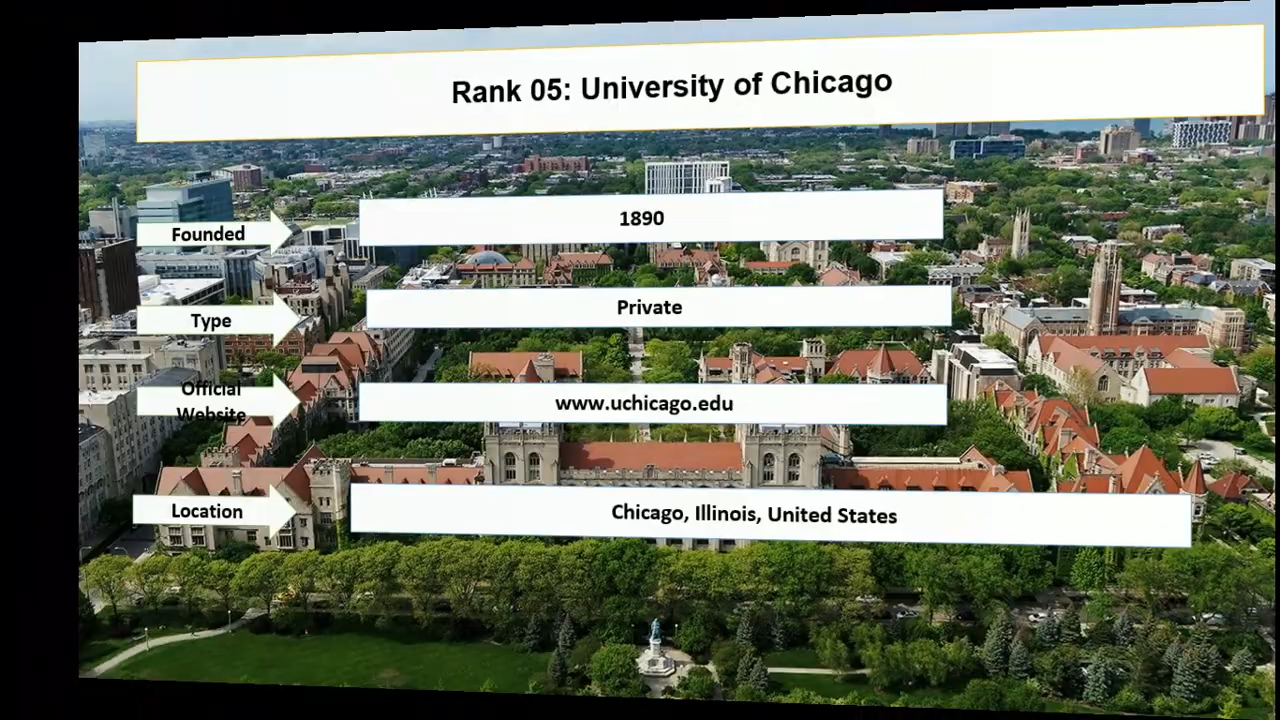 Rank 05: University of Chicago
Founded
1890
Type
Private
Official
Website
www.uchicago.edu
Location
Chicago, Illinois, United States